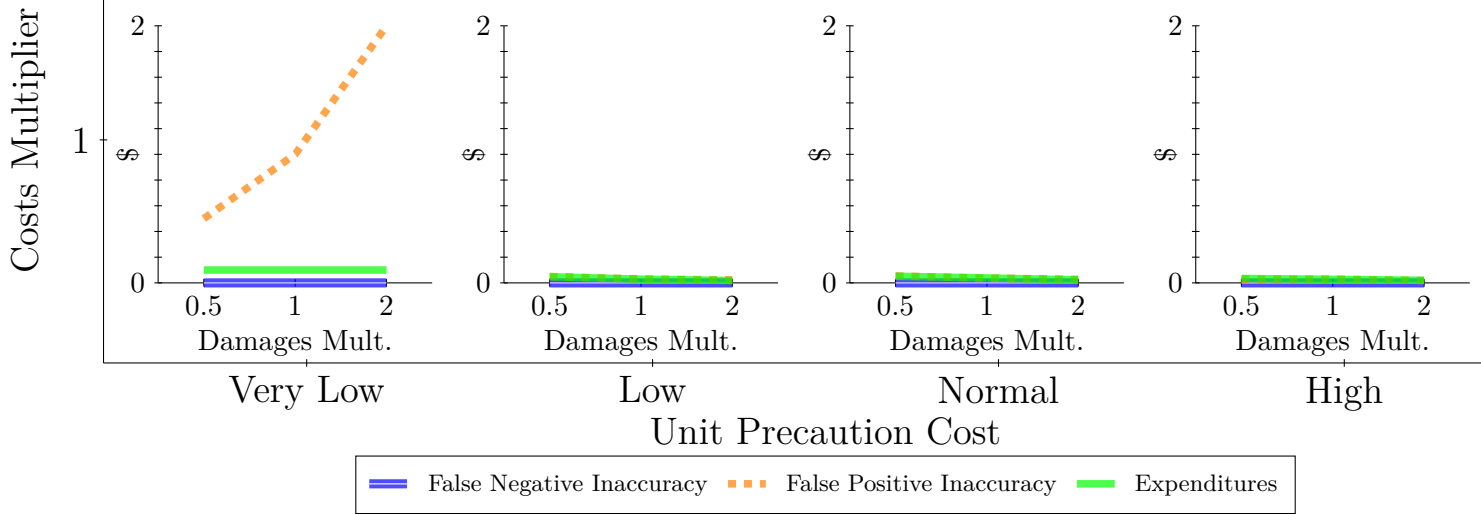 Costs Multiplier
1
2
0
$
0.5 1 2
Damages Mult.
2
0
$
0.5 1 2
Damages Mult.
2
0
$
0.5 1 2
Damages Mult.
2
0
$
0.5 1 2
Damages Mult.
Very Low Low Normal High
Unit Precaution Cost
False Negative Inaccuracy False Positive Inaccuracy Expenditures